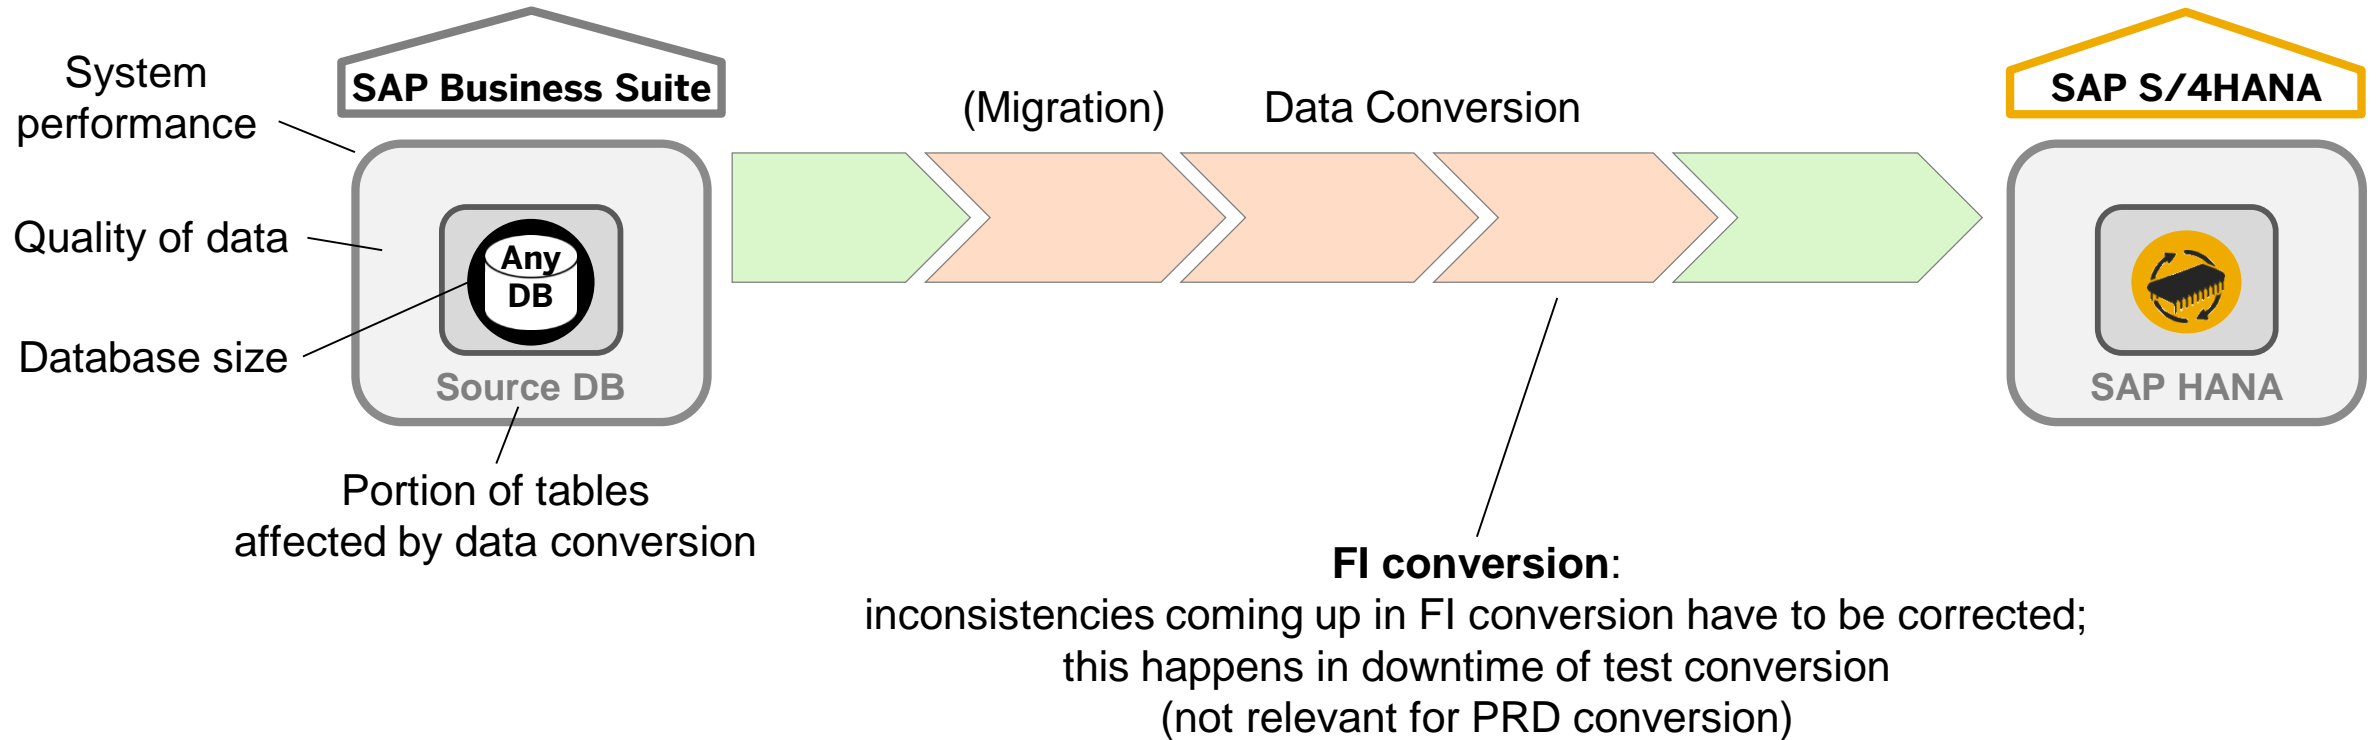 System
performance
SAP Business Suite
(Migration)
Data Conversion
SAP S/4HANA
Quality of data
Any
DB
Database size
Source DB
SAP HANA
Portion of tables
affected by data conversion
FI conversion:
inconsistencies coming up in FI conversion have to be corrected;
this happens in downtime of test conversion
(not relevant for PRD conversion)